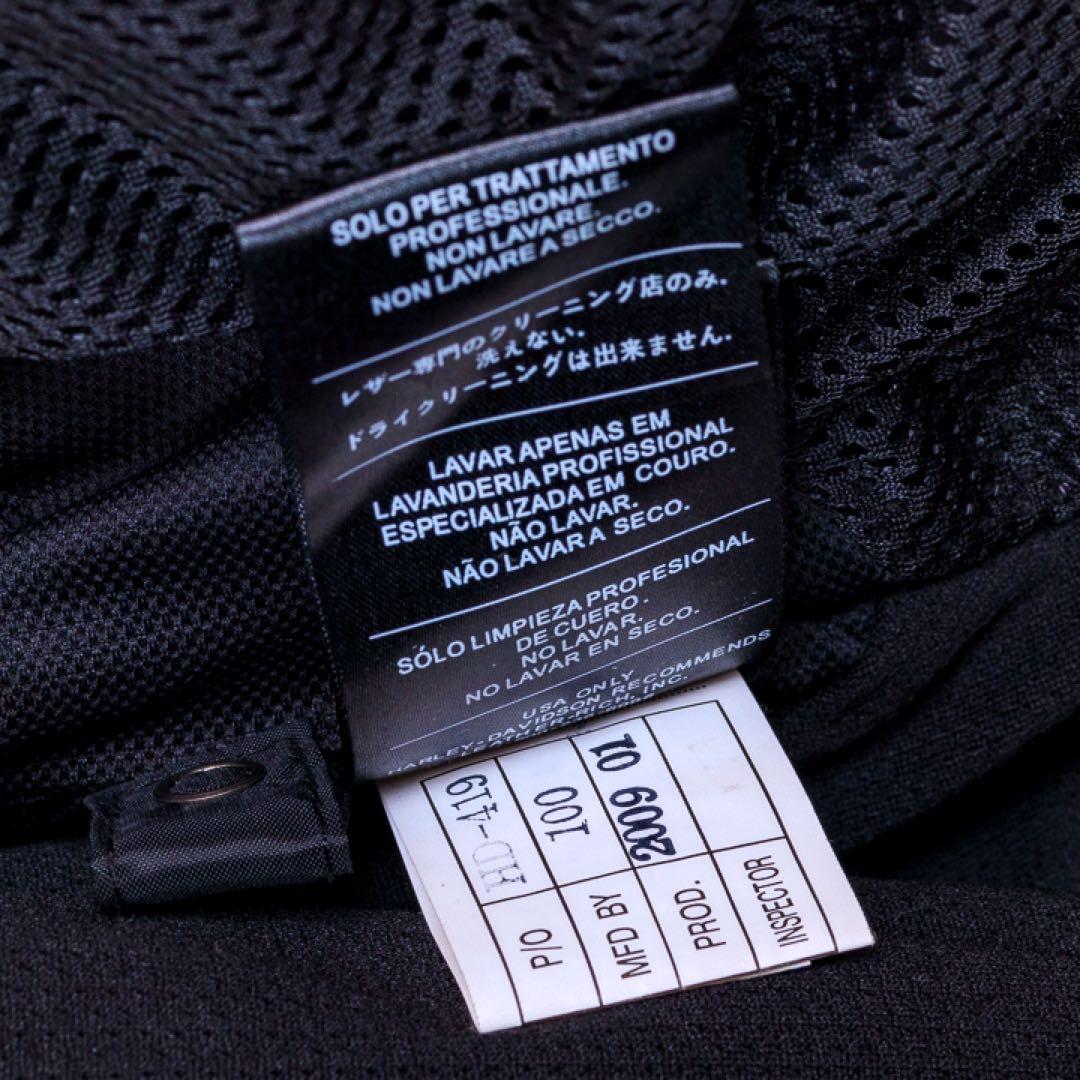 SOLO PER TRATTAMENTO
PROFESSIONALE.
NON LAVARE.
NON LAVARE A SECCO.
レザー専門のクリーニング店のみ.
洗えない.
ドライクリーニングは出来ません.
LAVAR APENAS EM
LAVANDERIA PROFISSIONAL
ESPECIALIZADA EM COURO.
NÃO LAVAR.
NÃO LAVAR A SECO.
SÓLO LIMPIEZA PROFESIONAL
DE CUERO.
NO LAVAR.
NO LAVAR EN SECO.
USA ONLY
HARLEY-DAVIDSON RECOMMENDS
LEATHER-RICH, INC.
P/O HD-419
MFD BY 100
PROD. 2009 01
INSPECTOR